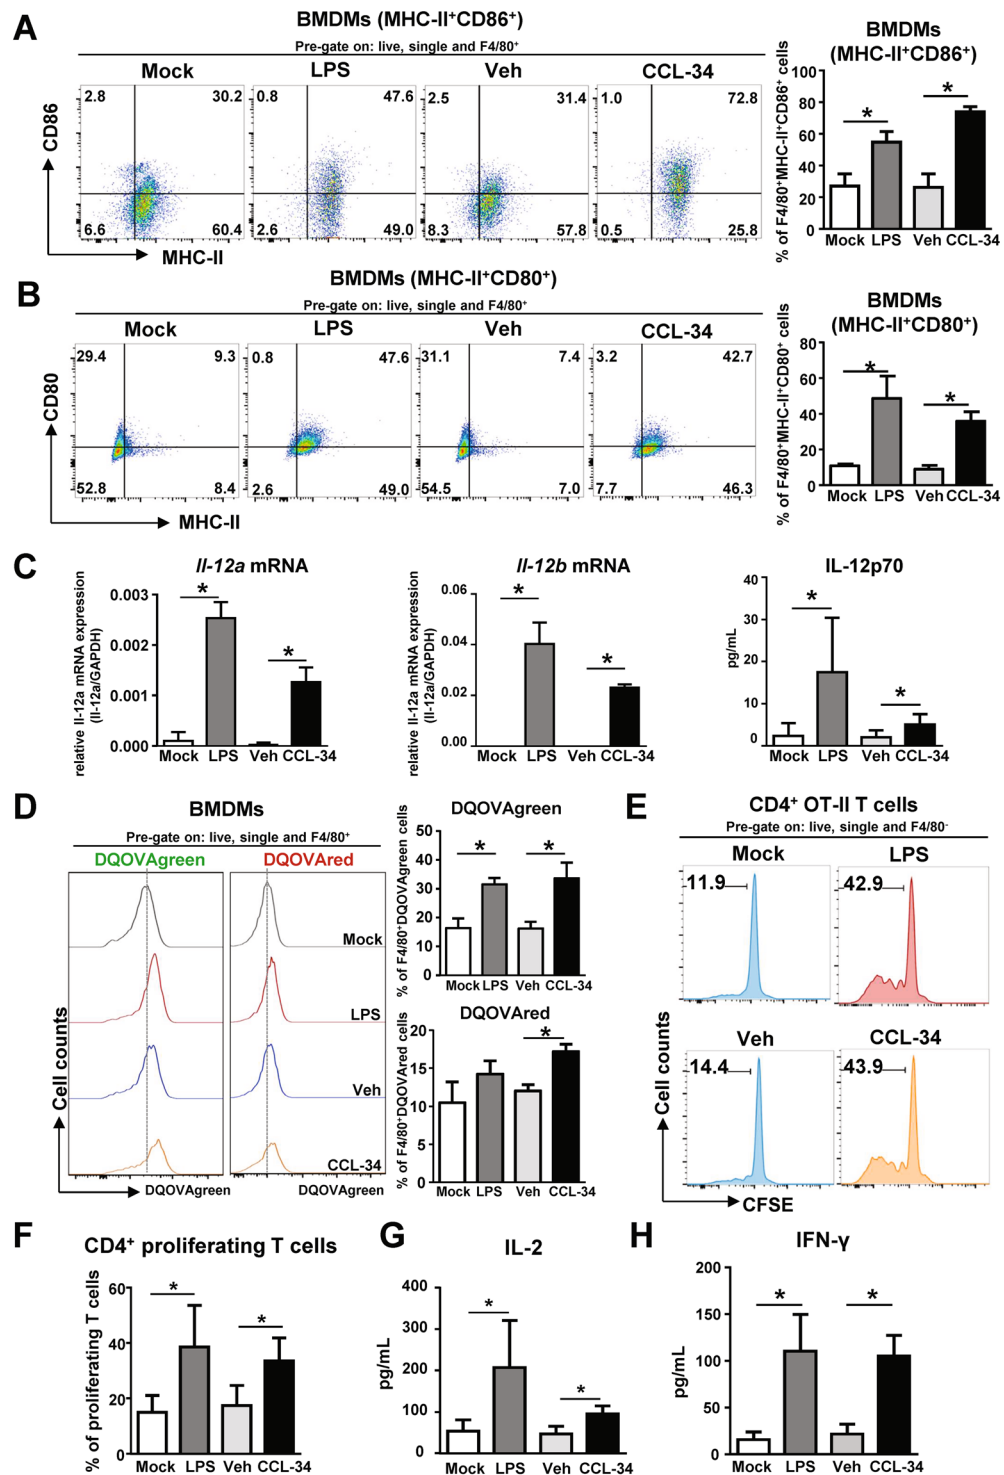 A
BMDMs (MHC-II⁺CD86⁺)
Pre-gate on: live, single and F4/80⁺
Mock LPS Veh CCL-34
2.8 30.2 0.8 47.6 2.5 31.4 1.0 72.8
6.6 60.4 2.6 49.0 8.3 57.8 0.5 25.8
CD86
MHC-II
BMDMs
(MHC-II⁺CD86⁺)
% of F4/80⁺MHC-II⁺CD86⁺ cells
100
80
60
40
20
0
* *
Mock LPS Veh CCL-34
B
BMDMs (MHC-II⁺CD80⁺)
Pre-gate on: live, single and F4/80⁺
Mock LPS Veh CCL-34
29.4 9.3 0.8 47.6 31.1 7.4 3.2 42.7
52.8 8.4 2.6 49.0 54.5 7.0 7.7 46.3
CD80
MHC-II
BMDMs
(MHC-II⁺CD80⁺)
% of F4/80⁺MHC-II⁺CD80⁺ cells
80
60
40
20
0
* *
Mock LPS Veh CCL-34
C
Il-12a mRNA
relative Il-12a mRNA expression
(Il-12a/GAPDH)
0.003
0.002
0.001
0.000
* *
Mock LPS Veh CCL-34
Il-12b mRNA
relative Il-12a mRNA expression
(Il-12a/GAPDH)
0.06
0.04
0.02
0.00
* *
Mock LPS Veh CCL-34
IL-12p70
pg/mL
40
30
20
10
0
* *
Mock LPS Veh CCL-34
D
BMDMs
Pre-gate on: live, single and F4/80⁺
DQOVAgreen DQOVAred
Mock
LPS
Veh
CCL-34
Cell counts
DQOVAgreen DQOVAgreen
DQOVAgreen
% of F4/80⁺DQOVAgreen cells
50
40
30
20
10
0
* *
Mock LPS Veh CCL-34
DQOVAred
% of F4/80⁺DQOVAred cells
20
15
10
5
0
*
Mock LPS Veh CCL-34
E
CD4⁺ OT-II T cells
Pre-gate on: live, single and F4/80⁻
Mock LPS
11.9 42.9
Veh CCL-34
14.4 43.9
Cell counts
CFSE
F
CD4⁺ proliferating T cells
% of proliferating T cells
60
40
20
0
* *
Mock LPS Veh CCL-34
G
IL-2
pg/mL
400
300
200
100
0
* *
Mock LPS Veh CCL-34
H
IFN-γ
pg/mL
200
150
100
50
0
* *
Mock LPS Veh CCL-34